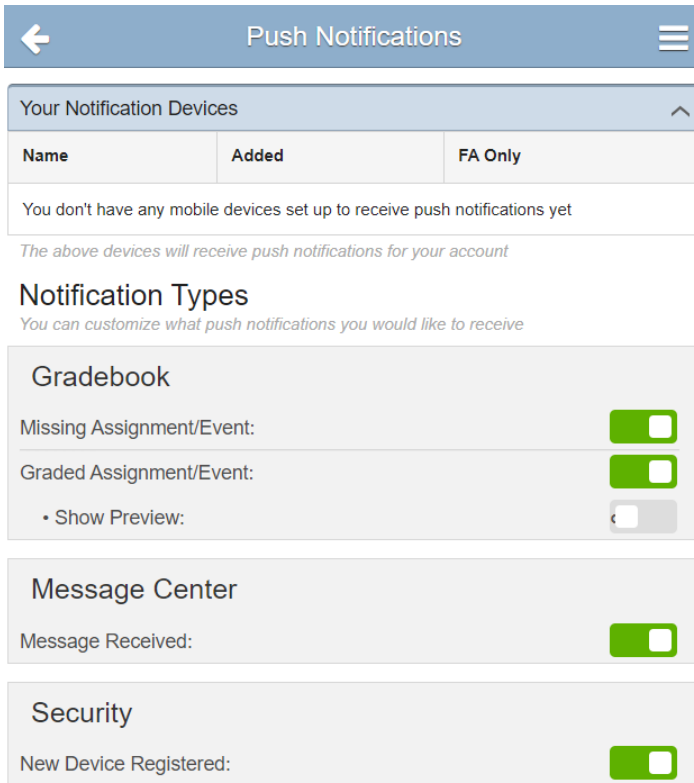 Push Notifications
Your Notification Devices
Name Added FA Only
You don't have any mobile devices set up to receive push notifications yet
The above devices will receive push notifications for your account
Notification Types
You can customize what push notifications you would like to receive
Gradebook
Missing Assignment/Event:
Graded Assignment/Event:
• Show Preview:
Message Center
Message Received:
Security
New Device Registered: